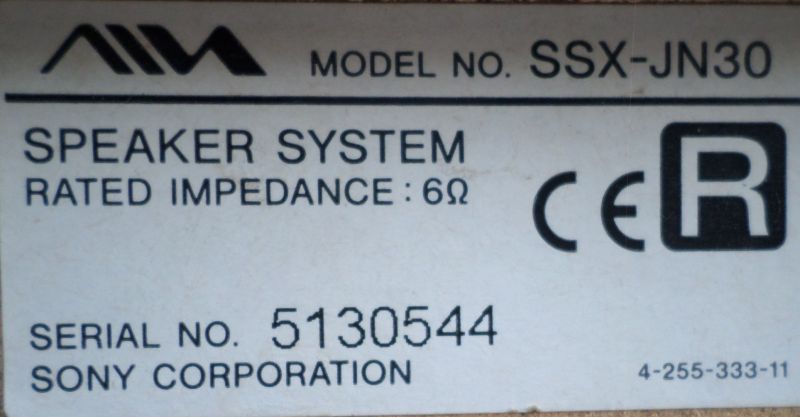 AIWA MODEL NO. SSX-JN30
SPEAKER SYSTEM
RATED IMPEDANCE : 6Ω
CE R
SERIAL NO. 5130544
SONY CORPORATION 4-255-333-11